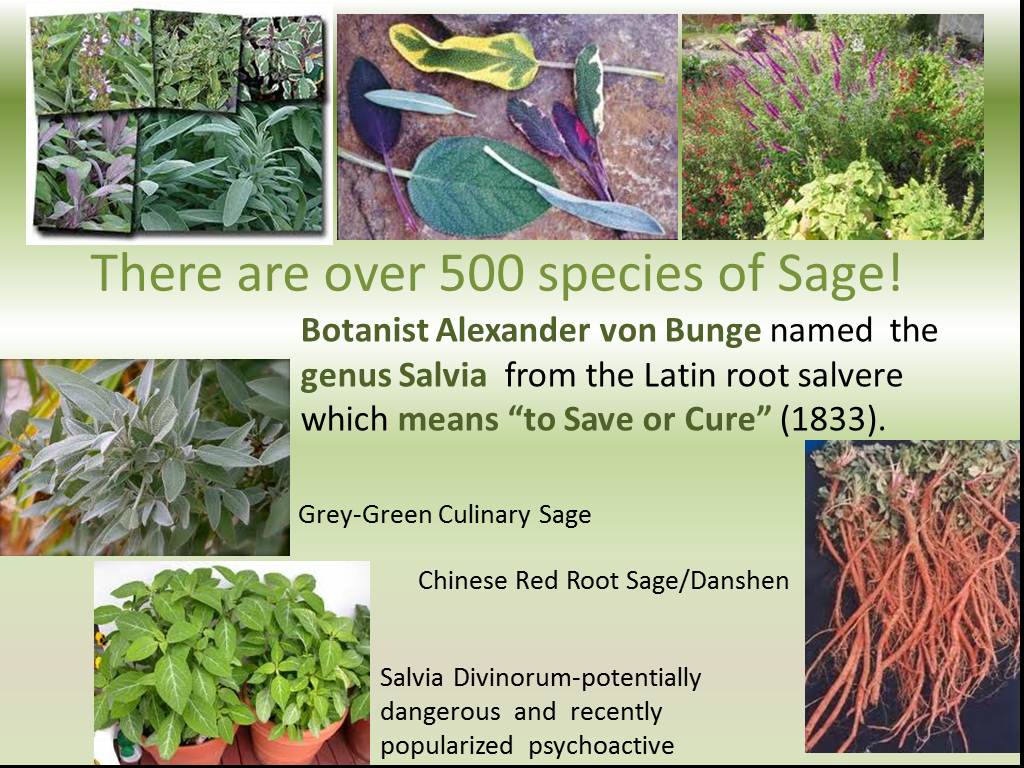 There are over 500 species of Sage!
Botanist Alexander von Bunge named the
genus Salvia from the Latin root salvere
which means “to Save or Cure” (1833).
Grey-Green Culinary Sage
Chinese Red Root Sage/Danshen
Salvia Divinorum-potentially
dangerous and recently
popularized psychoactive